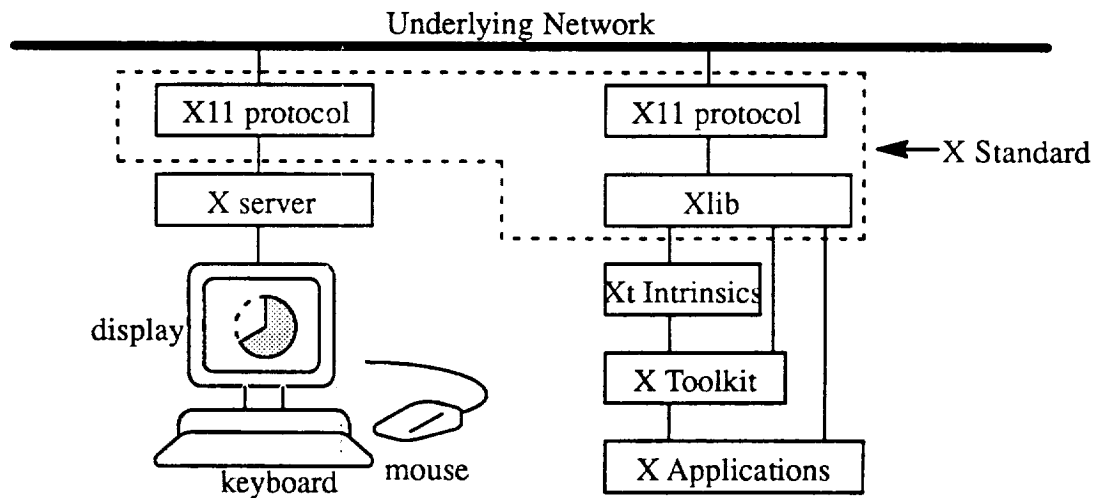 Underlying Network
X11 protocol
X11 protocol
X Standard
X server
Xlib
Xt Intrinsics
display
X Toolkit
X Applications
mouse
keyboard